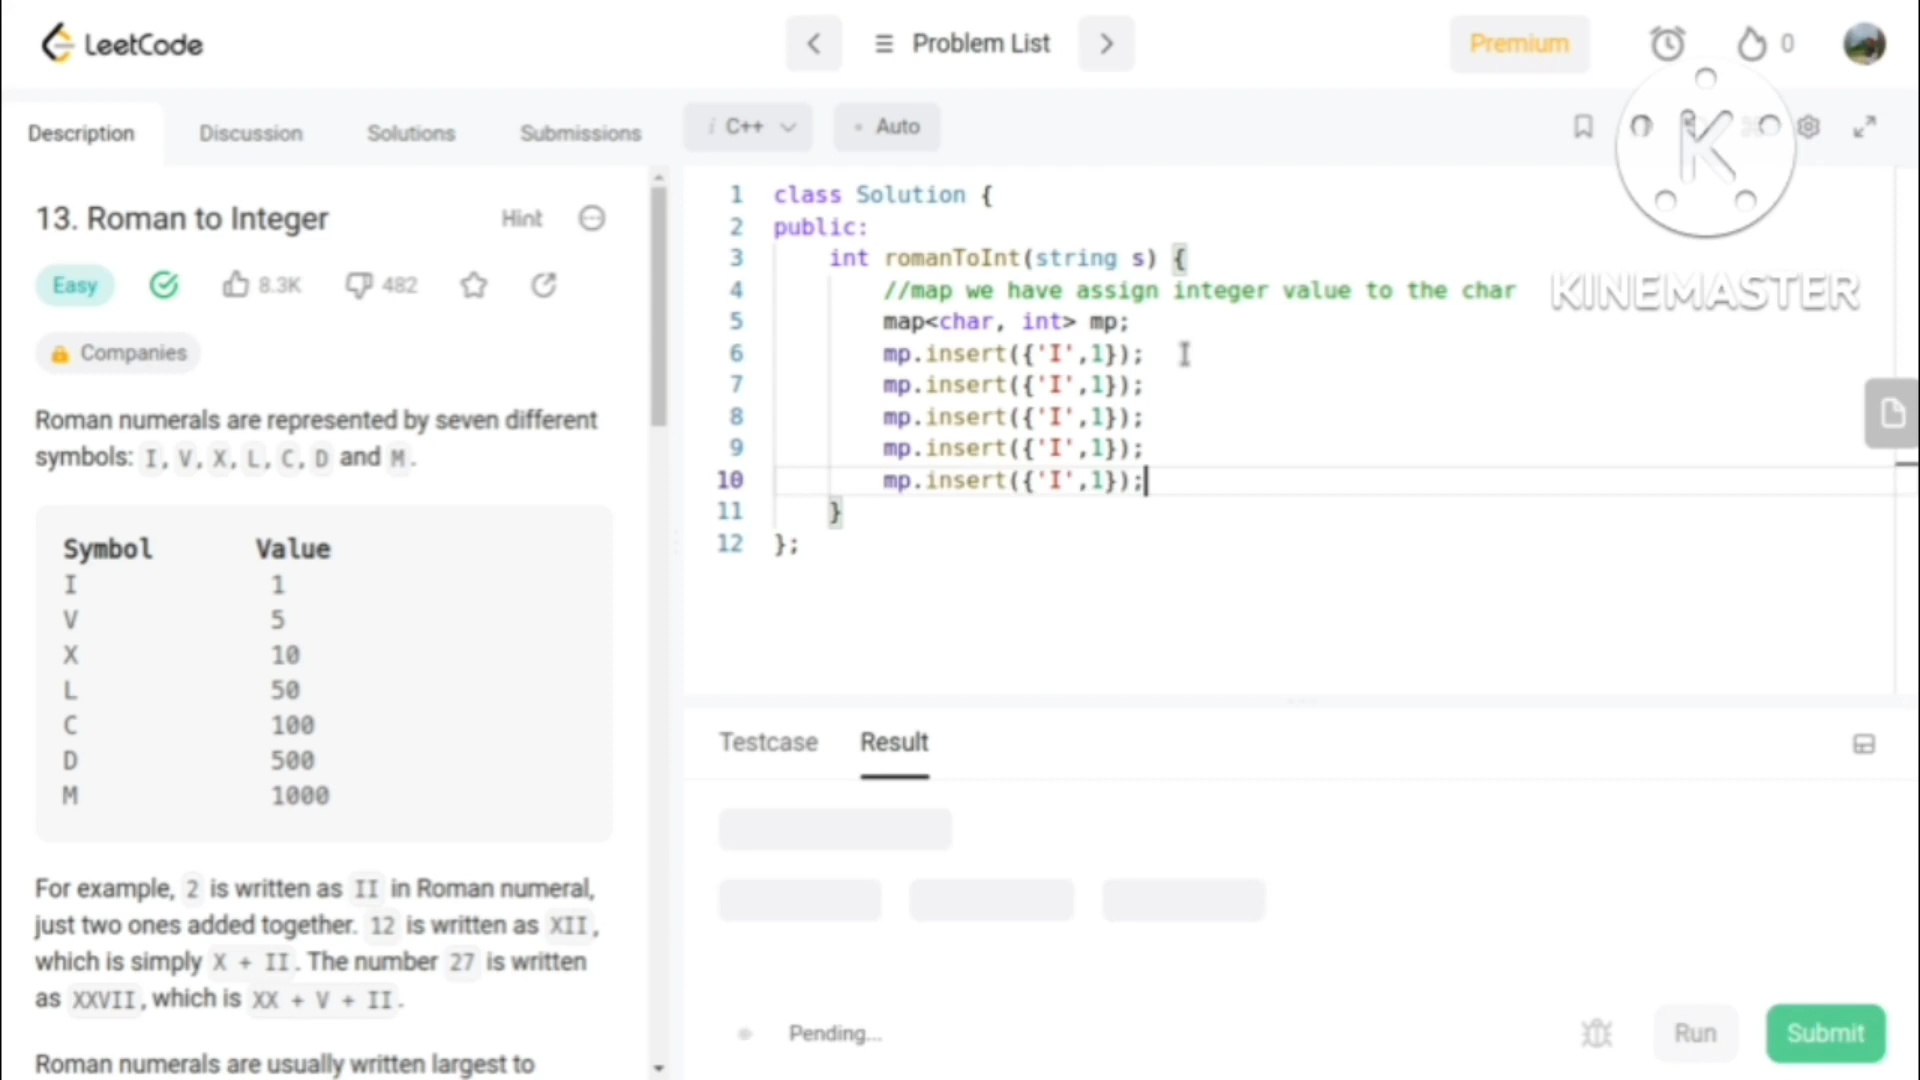 LeetCode
Problem List
Premium
0
Description
Discussion
Solutions
Submissions
i C++
Auto
K
KINEMASTER
13. Roman to Integer
Hint
Easy
8.3K
482
Companies
Roman numerals are represented by seven different
symbols: I, V, X, L, C, D and M.
Symbol Value
I 1
V 5
X 10
L 50
C 100
D 500
M 1000
For example, 2 is written as II in Roman numeral,
just two ones added together. 12 is written as XII,
which is simply X + II. The number 27 is written
as XXVII, which is XX + V + II.
Roman numerals are usually written largest to
1 class Solution {
2 public:
3 int romanToInt(string s) {
4 //map we have assign integer value to the char
5 map<char, int> mp;
6 mp.insert({'I',1});
7 mp.insert({'I',1});
8 mp.insert({'I',1});
9 mp.insert({'I',1});
10 mp.insert({'I',1});
11 }
12 };
Testcase
Result
Pending...
Run
Submit